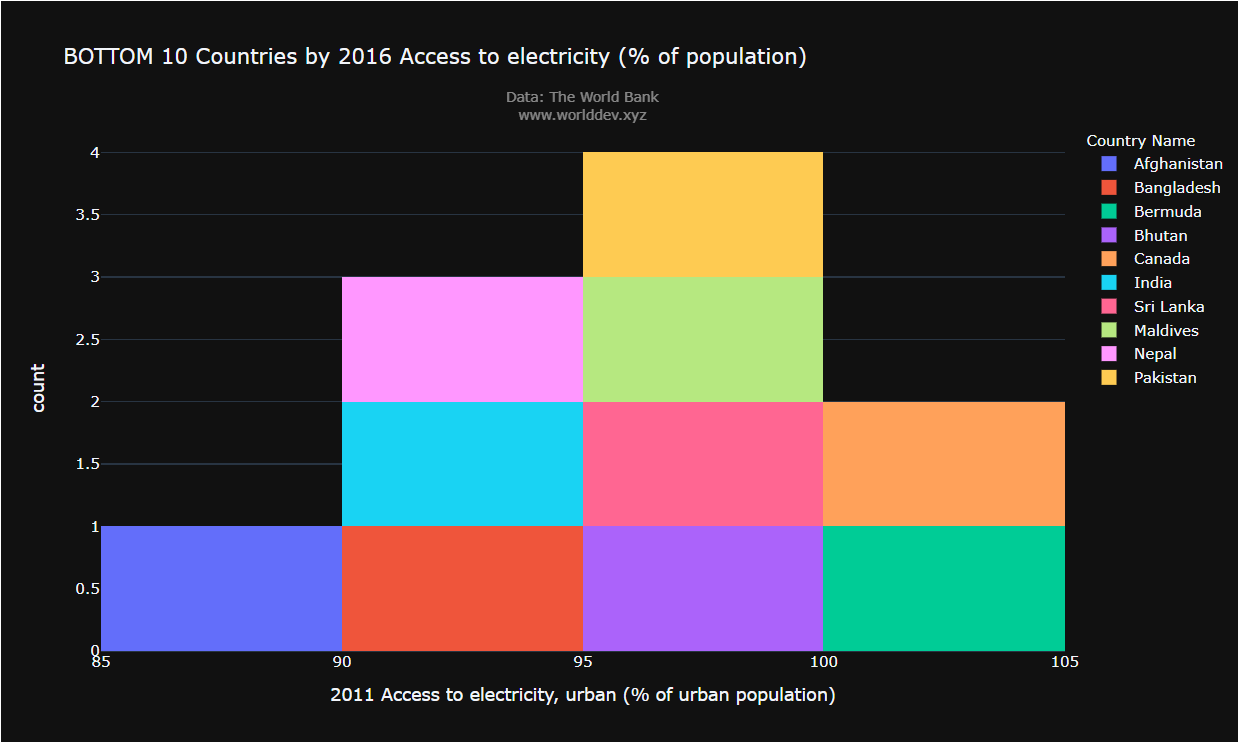 BOTTOM 10 Countries by 2016 Access to electricity (% of population)
Data: The World Bank
www.worlddev.xyz
Country Name
Afghanistan
Bangladesh
Bermuda
Bhutan
Canada
India
Sri Lanka
Maldives
Nepal
Pakistan
4
3.5
3
2.5
2
1.5
1
0.5
0
count
85 90 95 100 105
2011 Access to electricity, urban (% of urban population)